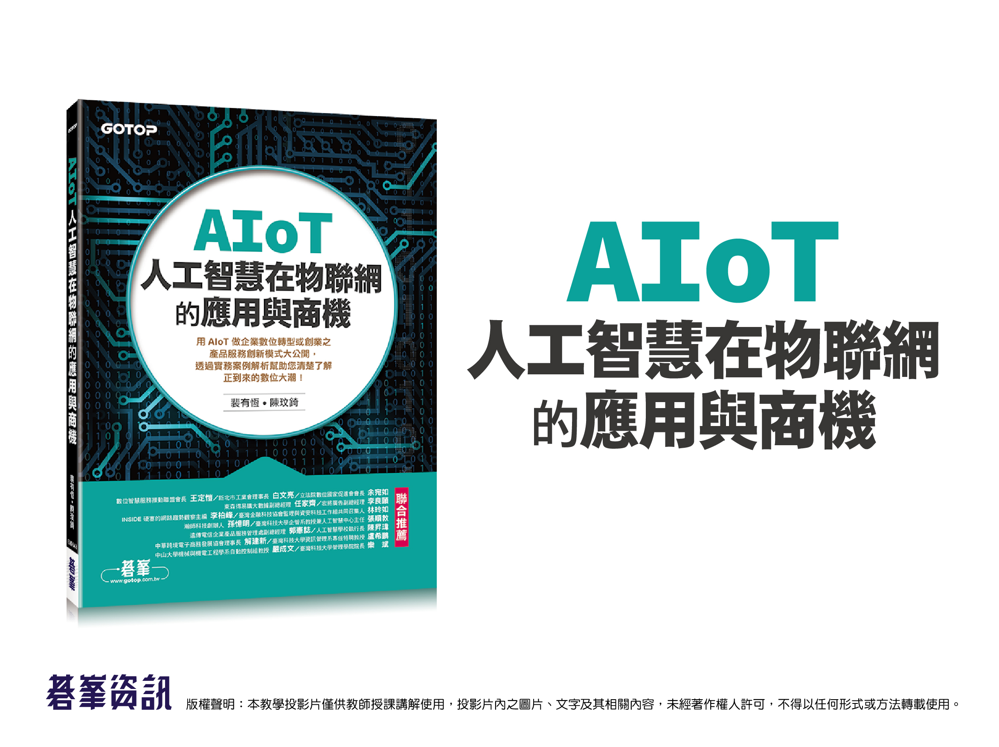 GOTOP
AIoT
人工智慧在物聯網
的應用與商機
用 AIoT 做企業數位轉型或創業之
產品服務創新模式大公開，
透過實務案例解析幫助您清楚了解
正到來的數位大潮！
裴有恆•陳玟錡
數位智慧服務推動聯盟會長 王定愷／新北市工業會理事長 白文亮／立法院數位國家促進會會長 余宛如
東森得易購大數據副總經理 任家齊／宏將廣告副總經理 李良頤
INSIDE 硬塞的網路趨勢觀察主編 李柏峰／臺灣金融科技協會監理與資安科技工作組共同召集人 林玲如
瀚師科技創辦人 孫憶明／臺灣科技大學企管系教授兼人工智慧中心主任 張順教
遠傳電信企業產品服務管理處副總經理 郭憲誌／人工智慧學校執行長 陳昇瑋
中華跨境電子商務發展協會理事長 解建新／臺灣科技大學資訊管理系專任特聘教授 盧希鵬
中山大學機械與機電工程學系自動控制組教授 嚴成文／臺灣科技大學管理學院院長 欒 斌
聯合推薦
碁峯
www.gotop.com.tw
GOTOP
AIoT 人工智慧在物聯網的應用與商機
裴有恆•陳玟錡
碁峯
AIoT
人工智慧在物聯網
的應用與商機
碁峯資訊
版權聲明：本教學投影片僅供教師授課講解使用，投影片內之圖片、文字及其相關內容，未經著作權人許可，不得以任何形式或方法轉載使用。